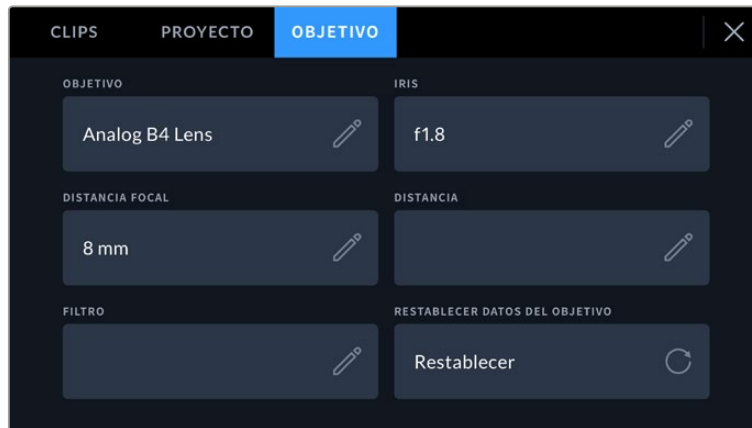 CLIPS PROYECTO OBJETIVO
OBJETIVO IRIS
Analog B4 Lens f1.8
DISTANCIA FOCAL DISTANCIA
8 mm
FILTRO RESTABLECER DATOS DEL OBJETIVO
Restablecer